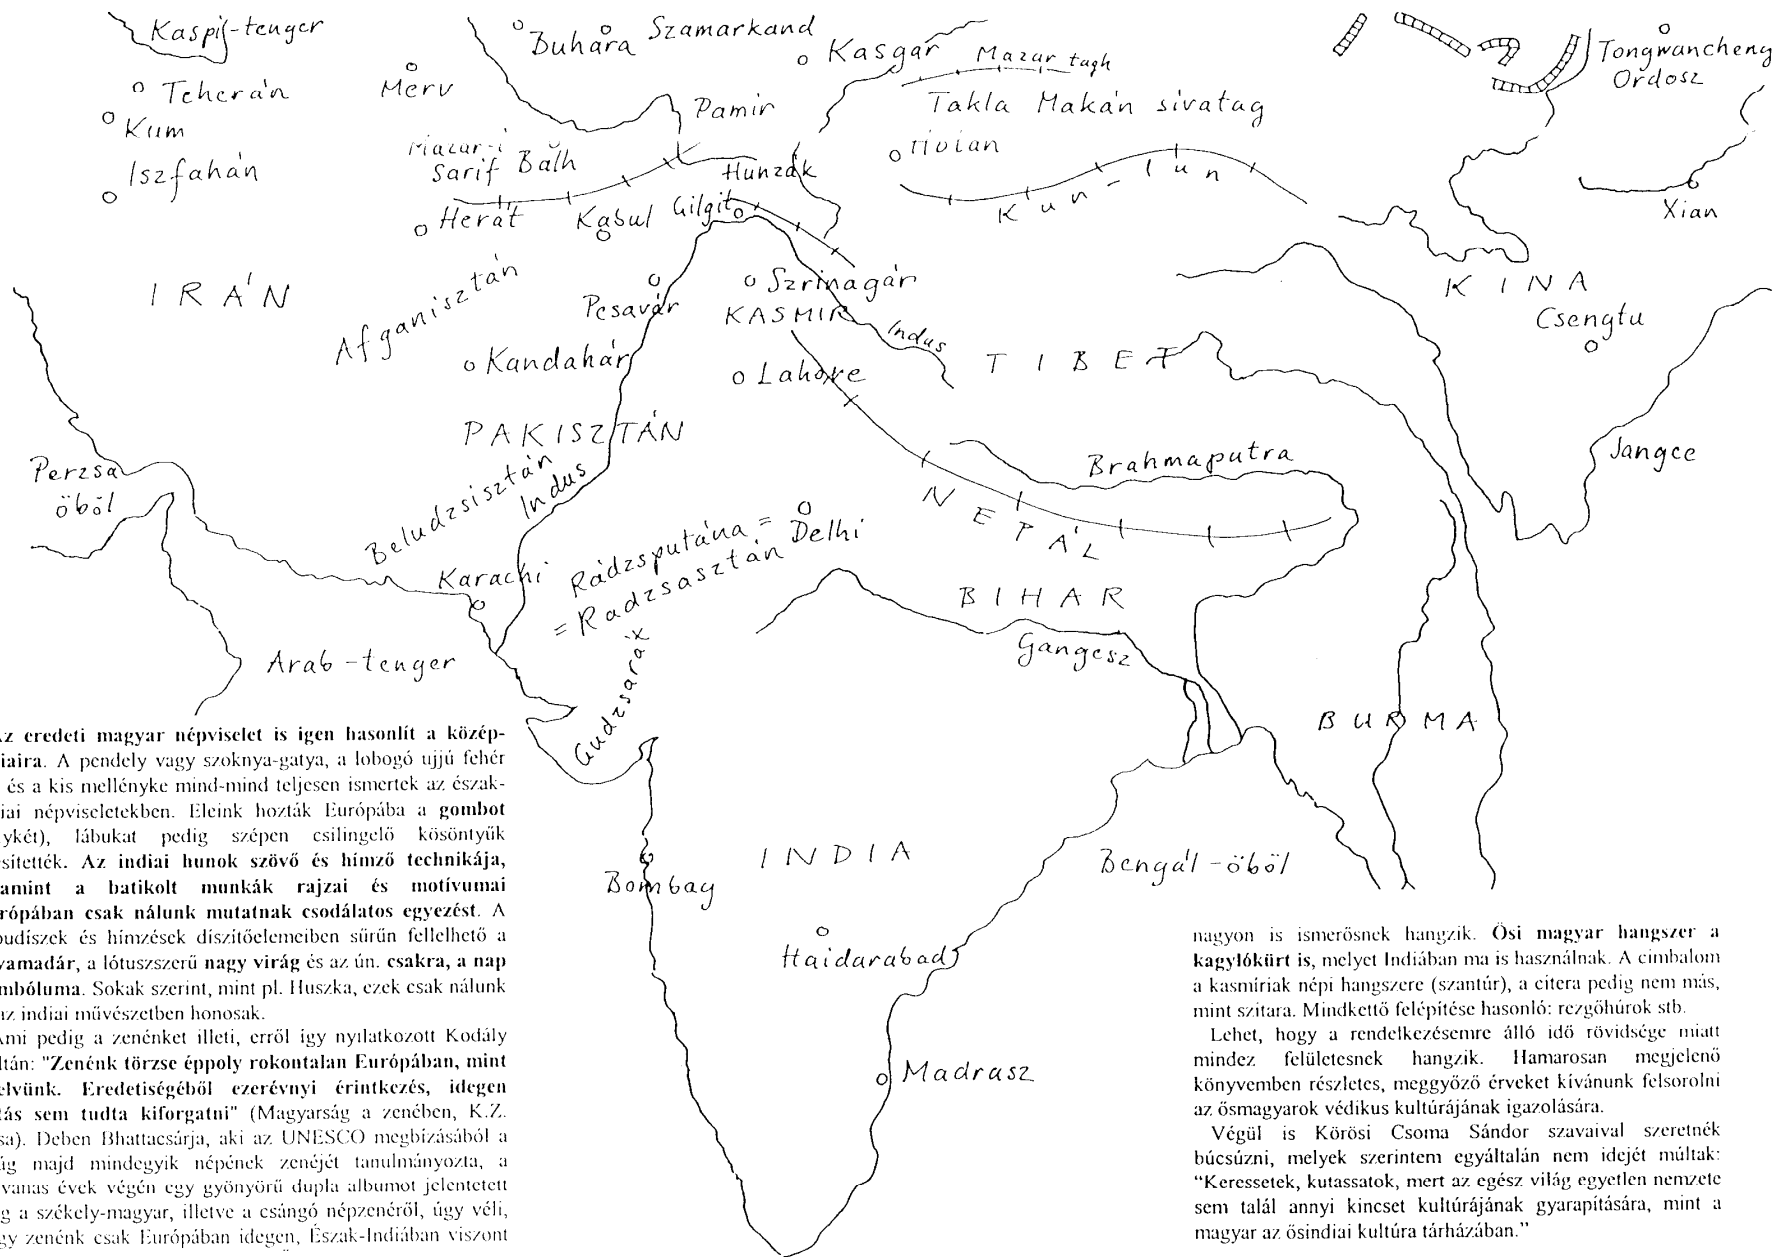 Kaspi-tenger
Buhára
Szamarkand
Kasgár
Mazar tagh
Tongwancheng
Ordosz
Teherán
Merv
Kum
Pamir
Takla Makán sivatag
Mazar-i
Sarif
Balh
Iszfahán
Hunzák
Kun-lun
Xian
Herát
Kabul
Gilgit
IRÁN
Afganisztán
Pesavár
Szrinagár
KASMIR
Indus
KINA
Csengtu
Kandahár
Lahore
TIBET
PAKISZTÁN
Perzsa
öböl
Beludzsisztán
Indus
Brahmaputra
Jangce
NEPÁL
Rádzsputána =
= Radzsasztán
Delhi
Karachi
BIHAR
Gangesz
Arab-tenger
Gudzsarák
BURMA
INDIA
Bombay
Bengál-öböl
Haidarabad
Madrasz
Az eredeti magyar népviselet is igen hasonlít a közép-
iaira. A pendely vagy szoknya-gatya, a lobogó ujjú fehér
és a kis mellényke mind-mind teljesen ismertek az észak-
iai népviseletekben. Eleink hozták Európába a gombot
ykét), lábukat pedig szépen csilingelő kösöntyűk
sítették. Az indiai hunok szövő és hímző technikája,
amint a batikolt munkák rajzai és motívumai
rópában csak nálunk mutatnak csodálatos egyezést. A
pudíszek és hímzések díszítőelemeiben sűrűn fellelhető a
vamadár, a lótuszszerű nagy virág és az ún. csakra, a nap
mbóluma. Sokak szerint, mint pl. Huszka, ezek csak nálunk
az indiai művészetben honosak.
Ami pedig a zenénket illeti, erről így nyilatkozott Kodály
ltán: "Zenénk törzse éppoly rokontalan Európában, mint
elvünk. Eredetiségéből ezerévnyi érintkezés, idegen
tás sem tudta kiforgatni" (Magyarság a zenében, K.Z.
sa). Deben Bhattacsárja, aki az UNESCO megbízásából a
ág majd mindegyik népének zenéjét tanulmányozta, a
vanas évek végén egy gyönyörű dupla albumot jelentetett
g a székely-magyar, illetve a csángó népzenéről, úgy véli,
gy zenénk csak Európában idegen, Észak-Indiában viszont
nagyon is ismerősnek hangzik. Ősi magyar hangszer a
kagylókürt is, melyet Indiában ma is használnak. A cimbalom
a kasmíriak népi hangszere (szantúr), a citera pedig nem más,
mint szitara. Mindkettő felépítése hasonló: rezgőhúrok stb.
Lehet, hogy a rendelkezésemre álló idő rövidsége miatt
mindez felületesnek hangzik. Hamarosan megjelenő
könyvemben részletes, meggyőző érveket kívánunk felsorolni
az ősmagyarok védikus kultúrájának igazolására.
Végül is Körösi Csoma Sándor szavaival szeretnék
búcsúzni, melyek szerintem egyáltalán nem idejét múltak:
"Keressetek, kutassatok, mert az egész világ egyetlen nemzete
sem talál annyi kincset kultúrájának gyarapítására, mint a
magyar az ősindiai kultúra tárházában."